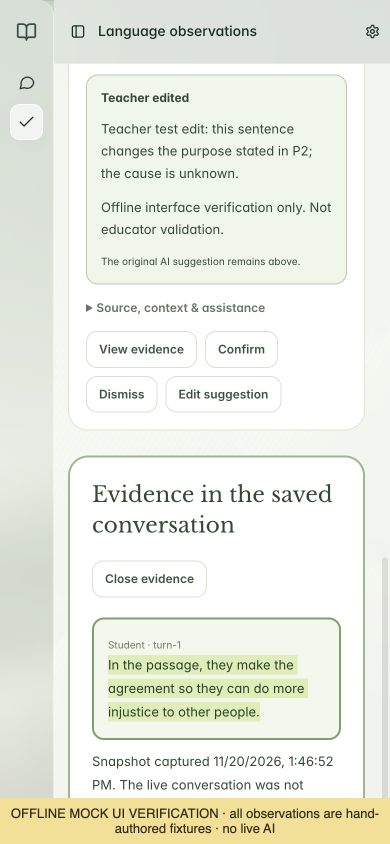 Language observations
Teacher edited
Teacher test edit: this sentence
changes the purpose stated in P2;
the cause is unknown.
Offline interface verification only. Not
educator validation.
The original AI suggestion remains above.
Source, context & assistance
View evidence
Confirm
Dismiss
Edit suggestion
Evidence in the saved
conversation
Close evidence
Student · turn-1
In the passage, they make the
agreement so they can do more
injustice to other people.
Snapshot captured 11/20/2026, 1:46:52
PM. The live conversation was not
OFFLINE MOCK UI VERIFICATION · all observations are hand-
authored fixtures · no live AI